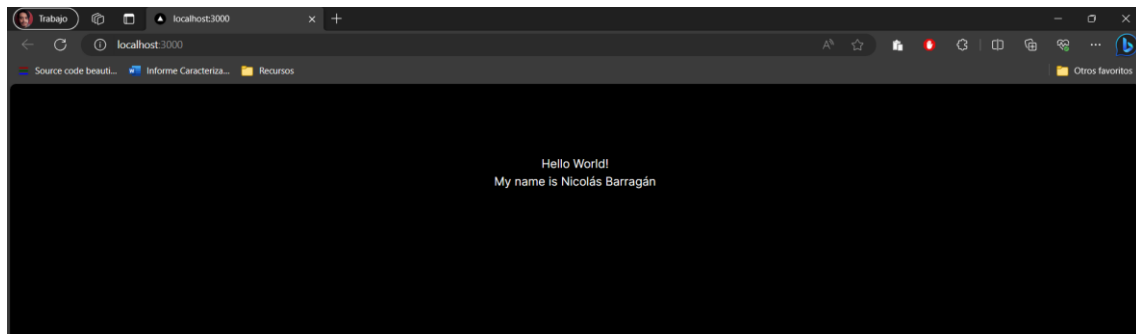 Trabajo
localhost:3000
localhost:3000
Source code beauti...
Informe Caracteriza...
Recursos
Otros favoritos
Hello World!
My name is Nicolás Barragán